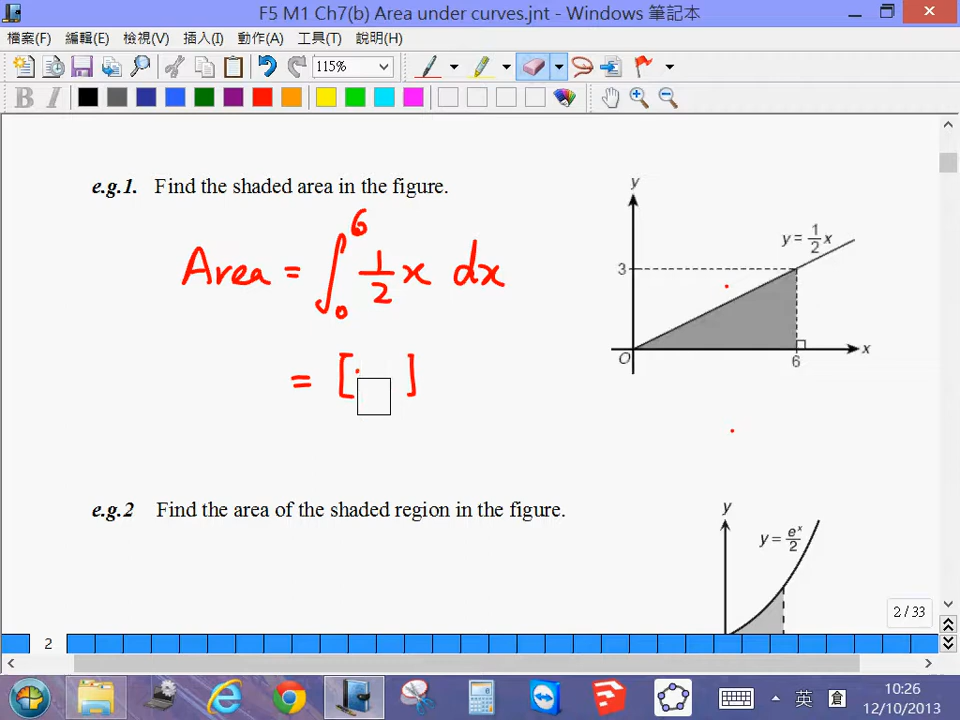 F5 M1 Ch7(b) Area under curves.jnt - Windows 筆記本
檔案(F) 編輯(E) 檢視(V) 插入(I) 動作(A) 工具(T) 說明(H)
115%
B I
e.g.1. Find the shaded area in the figure.
y
y = 1/2 x
3
O
6
x
Area = ∫₀⁶ 1/2 x dx
= [ ]
e.g.2 Find the area of the shaded region in the figure.
y
y = eˣ/2
2 / 33
2
英 倉
10:26
12/10/2013